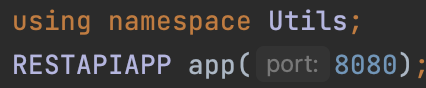 using namespace Utils;
RESTAPIAPP app(port: 8080);